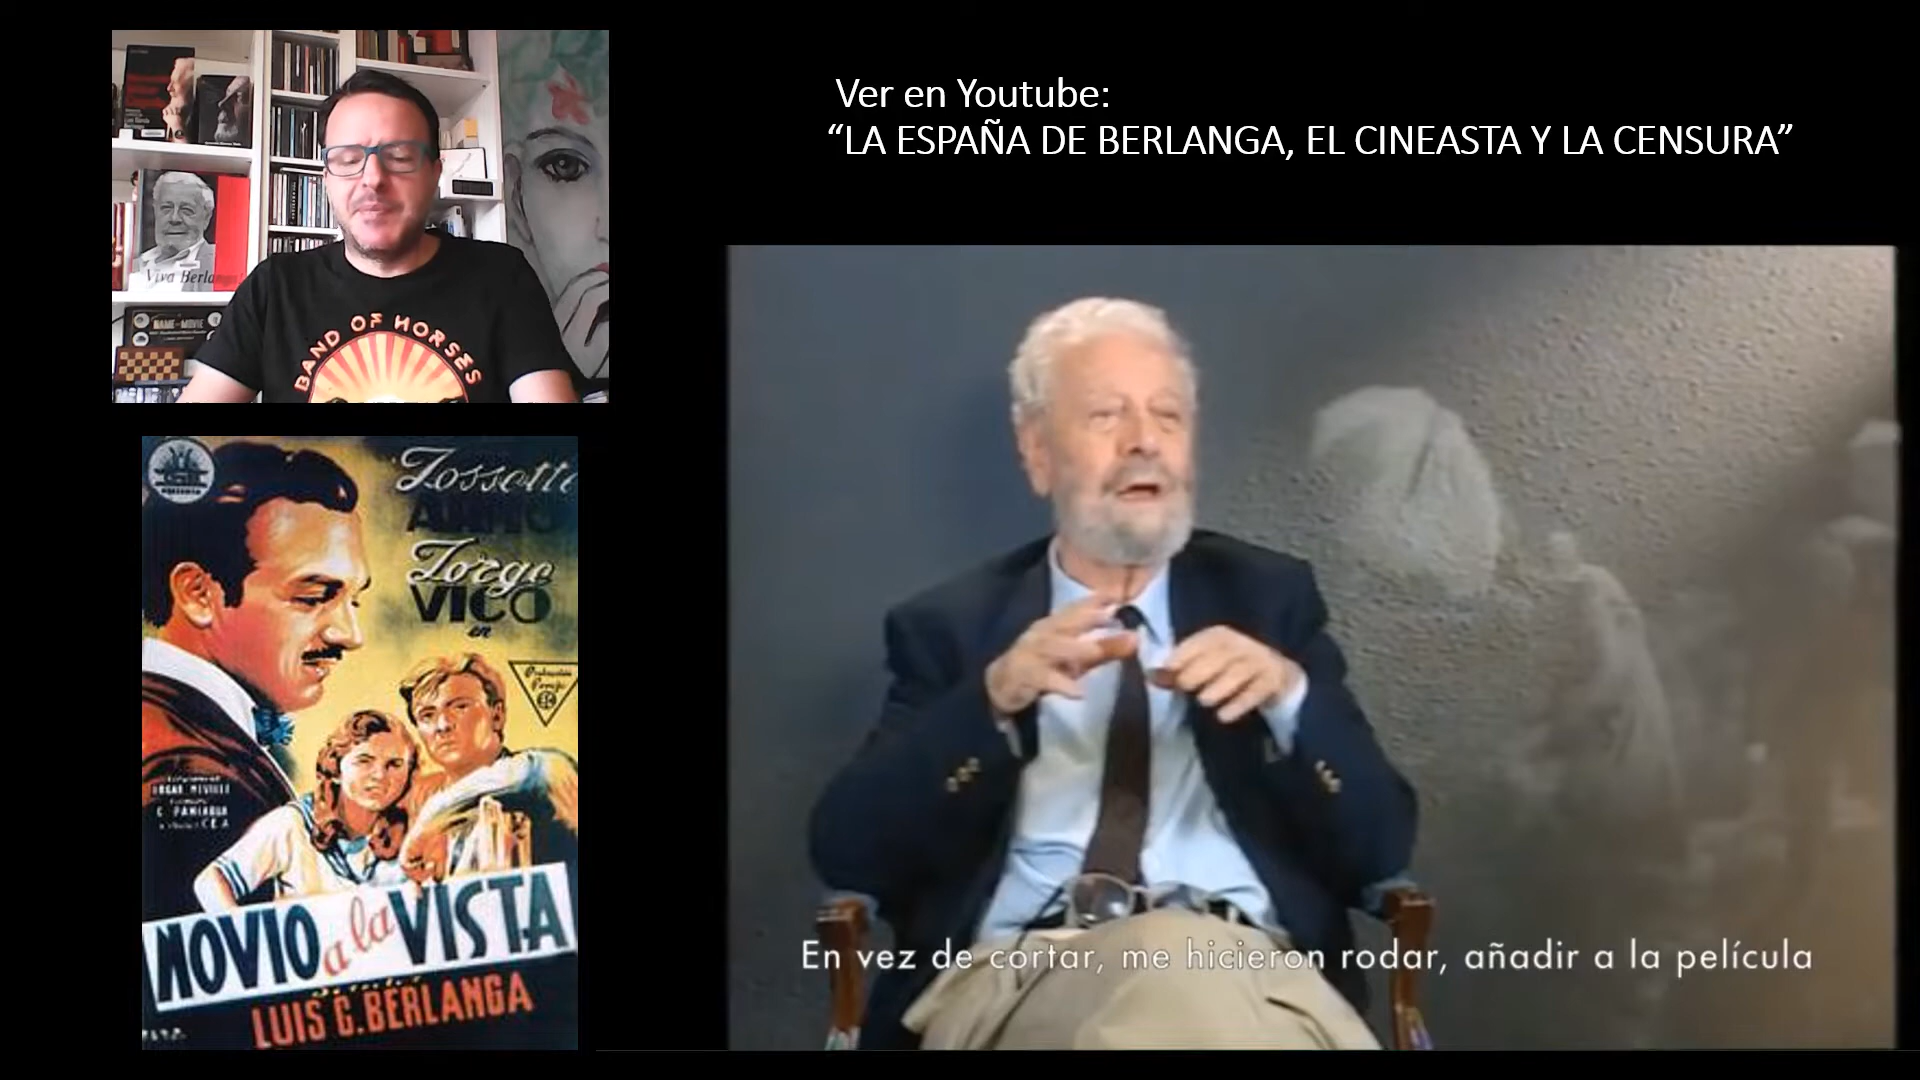 Ver en Youtube:
“LA ESPAÑA DE BERLANGA, EL CINEASTA Y LA CENSURA”
Viva Berlanga!
BAND OF HORSES
Jorge
VICO
en
NOVIO a la VISTA
LUIS G. BERLANGA
En vez de cortar, me hicieron rodar, añadir a la película